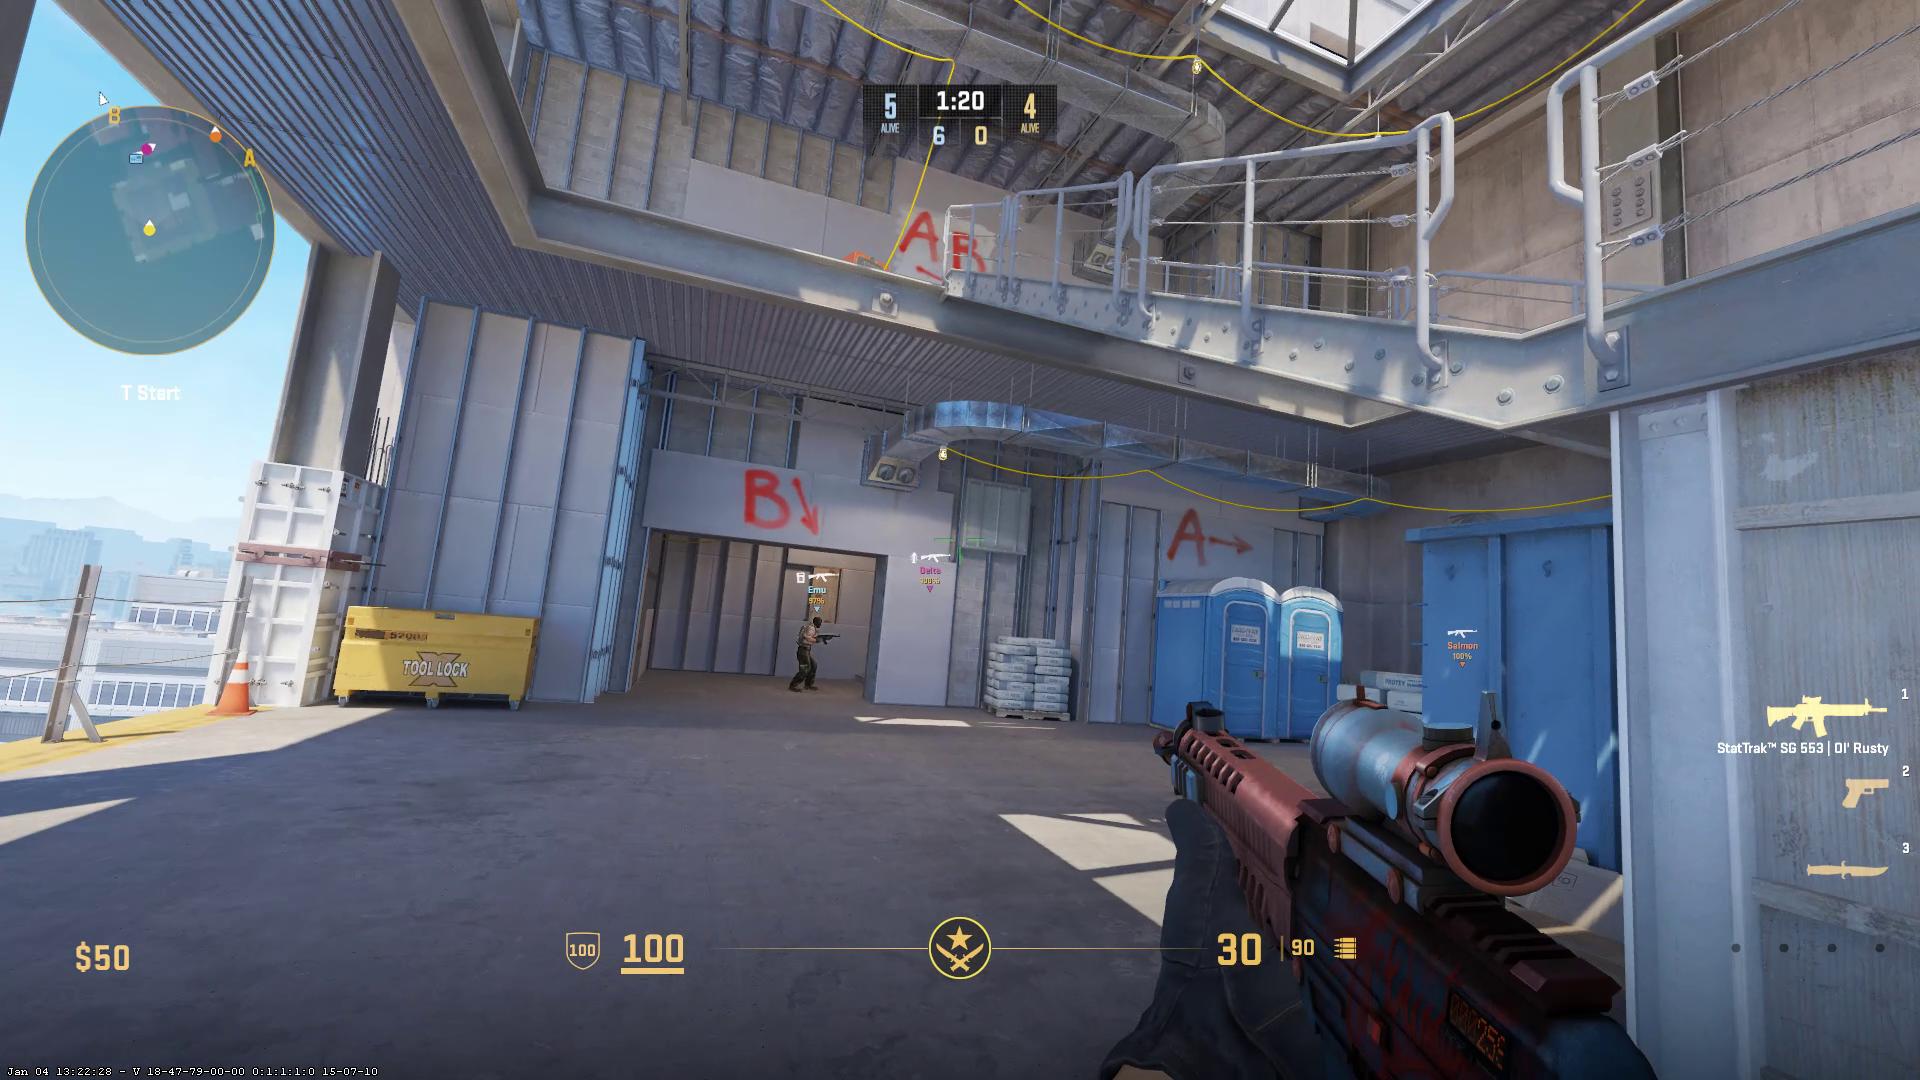 B
A
T Start
5
ALIVE
1:20
6
0
4
ALIVE
A B
B
A
Emu
97%
Delta
100%
Salmon
100%
TOOL LOCK
1
StatTrak™ SG 553 | Ol' Rusty
2
3
$50
100
100
30
90
Jan 04 13:22:28 - V 18-47-79-00-00 0:1:1:1:0 15-07-10